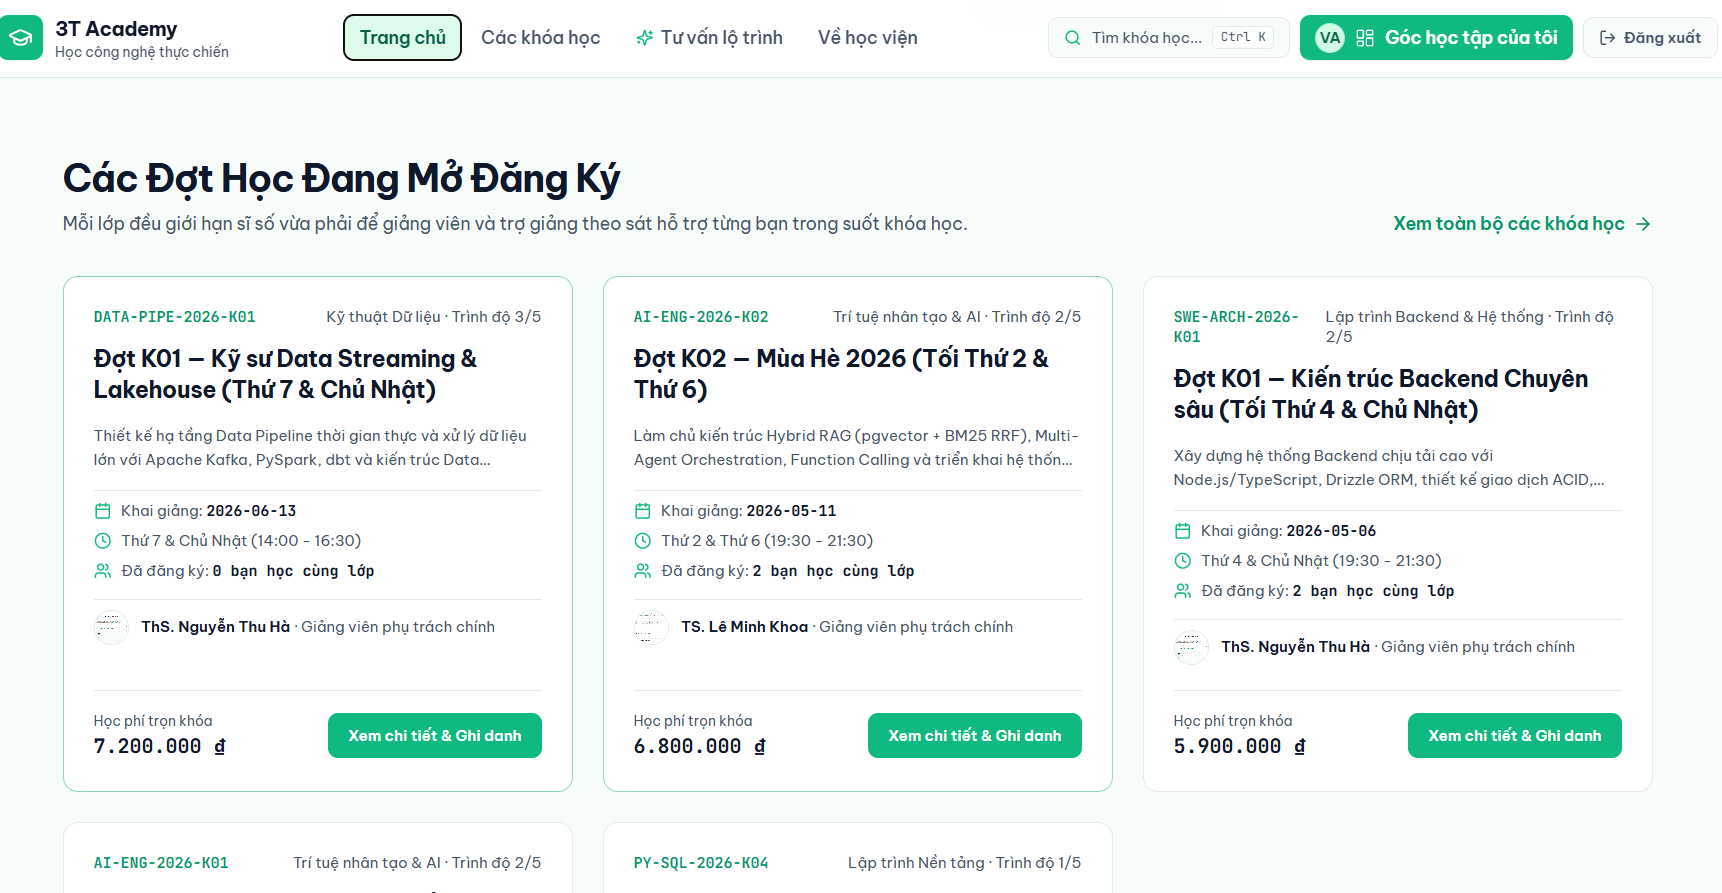 3T Academy
Học công nghệ thực chiến
Trang chủ
Các khóa học
Tư vấn lộ trình
Về học viện
Tìm khóa học...
Ctrl K
VA
Góc học tập của tôi
Đăng xuất
Các Đợt Học Đang Mở Đăng Ký
Mỗi lớp đều giới hạn sĩ số vừa phải để giảng viên và trợ giảng theo sát hỗ trợ từng bạn trong suốt khóa học.
Xem toàn bộ các khóa học
DATA-PIPE-2026-K01
Kỹ thuật Dữ liệu · Trình độ 3/5
Đợt K01 — Kỹ sư Data Streaming &
Lakehouse (Thứ 7 & Chủ Nhật)
Thiết kế hạ tầng Data Pipeline thời gian thực và xử lý dữ liệu
lớn với Apache Kafka, PySpark, dbt và kiến trúc Data...
Khai giảng: 2026-06-13
Thứ 7 & Chủ Nhật (14:00 - 16:30)
Đã đăng ký: 0 bạn học cùng lớp
ThS. Nguyễn Thu Hà · Giảng viên phụ trách chính
Học phí trọn khóa
7.200.000 đ
Xem chi tiết & Ghi danh
AI-ENG-2026-K02
Trí tuệ nhân tạo & AI · Trình độ 2/5
Đợt K02 — Mùa Hè 2026 (Tối Thứ 2 &
Thứ 6)
Làm chủ kiến trúc Hybrid RAG (pgvector + BM25 RRF), Multi-
Agent Orchestration, Function Calling và triển khai hệ thốn...
Khai giảng: 2026-05-11
Thứ 2 & Thứ 6 (19:30 - 21:30)
Đã đăng ký: 2 bạn học cùng lớp
TS. Lê Minh Khoa · Giảng viên phụ trách chính
Học phí trọn khóa
6.800.000 đ
Xem chi tiết & Ghi danh
SWE-ARCH-2026-
K01
Lập trình Backend & Hệ thống · Trình độ
2/5
Đợt K01 — Kiến trúc Backend Chuyên
sâu (Tối Thứ 4 & Chủ Nhật)
Xây dựng hệ thống Backend chịu tải cao với
Node.js/TypeScript, Drizzle ORM, thiết kế giao dịch ACID,...
Khai giảng: 2026-05-06
Thứ 4 & Chủ Nhật (19:30 - 21:30)
Đã đăng ký: 2 bạn học cùng lớp
ThS. Nguyễn Thu Hà · Giảng viên phụ trách chính
Học phí trọn khóa
5.900.000 đ
Xem chi tiết & Ghi danh
AI-ENG-2026-K01
Trí tuệ nhân tạo & AI · Trình độ 2/5
PY-SQL-2026-K04
Lập trình Nền tảng · Trình độ 1/5